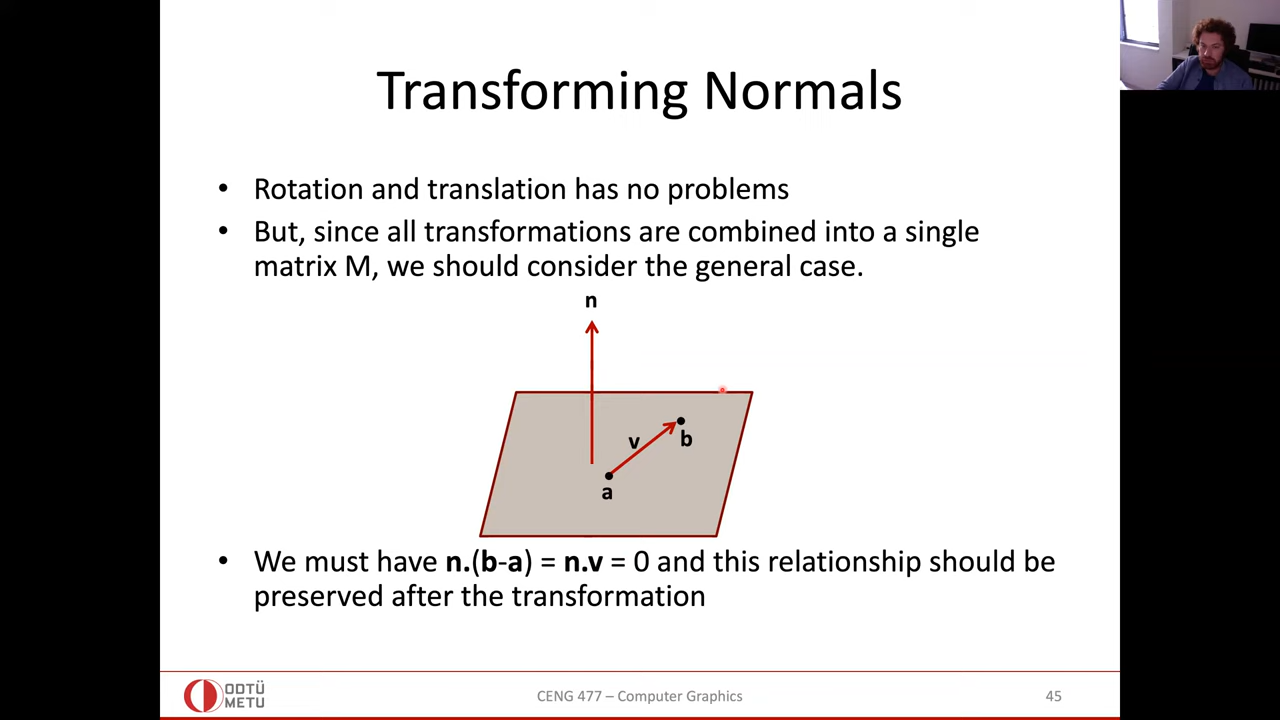 Transforming Normals
• Rotation and translation has no problems
• But, since all transformations are combined into a single
matrix M, we should consider the general case.
n
v
b
a
• We must have n.(b-a) = n.v = 0 and this relationship should be
preserved after the transformation
ODTÜ
METU
CENG 477 – Computer Graphics
45